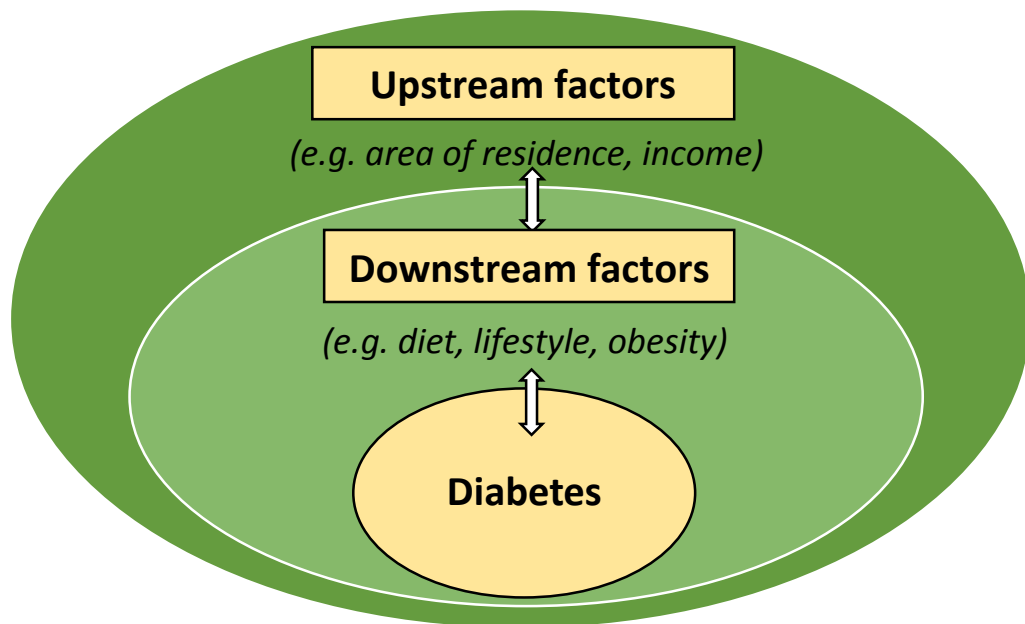 Upstream factors
(e.g. area of residence, income)
Downstream factors
(e.g. diet, lifestyle, obesity)
Diabetes